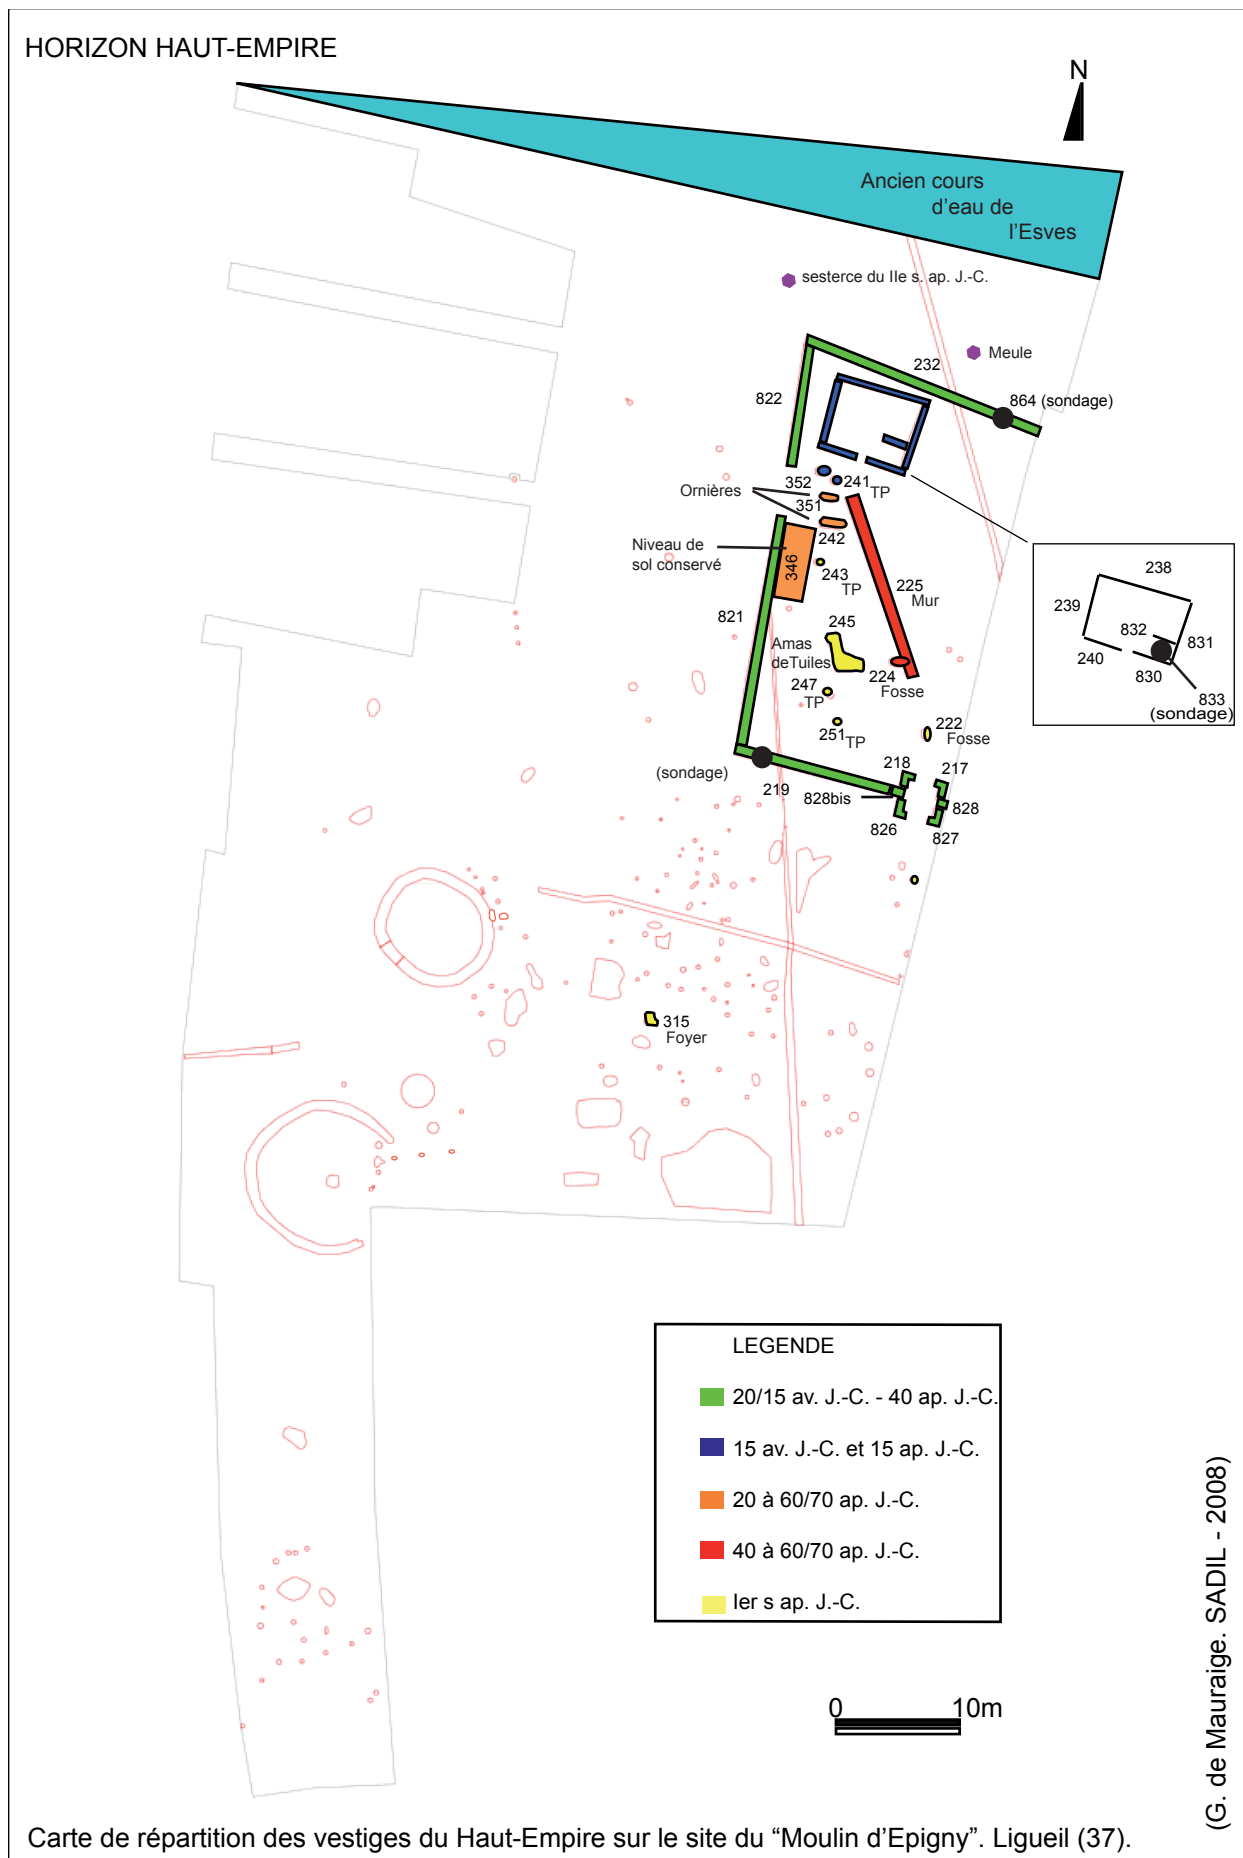 HORIZON HAUT-EMPIRE
N
Ancien cours
d'eau de
l'Esves
sesterce du IIe s. ap. J.-C.
Meule
232
864 (sondage)
822
352
241
TP
Ornières
351
242
Niveau de
sol conservé
346
243
TP
225
Mur
821
245
Amas
deTuiles
224
Fosse
247
TP
251
TP
222
Fosse
(sondage)
219
218
217
828bis
828
826
827
238
239
832
831
240
830
833
(sondage)
315
Foyer
LEGENDE
20/15 av. J.-C. - 40 ap. J.-C.
15 av. J.-C. et 15 ap. J.-C.
20 à 60/70 ap. J.-C.
40 à 60/70 ap. J.-C.
Ier s ap. J.-C.
0 10m
(G. de Mauraige. SADIL - 2008)
Carte de répartition des vestiges du Haut-Empire sur le site du “Moulin d'Epigny”. Ligueil (37).